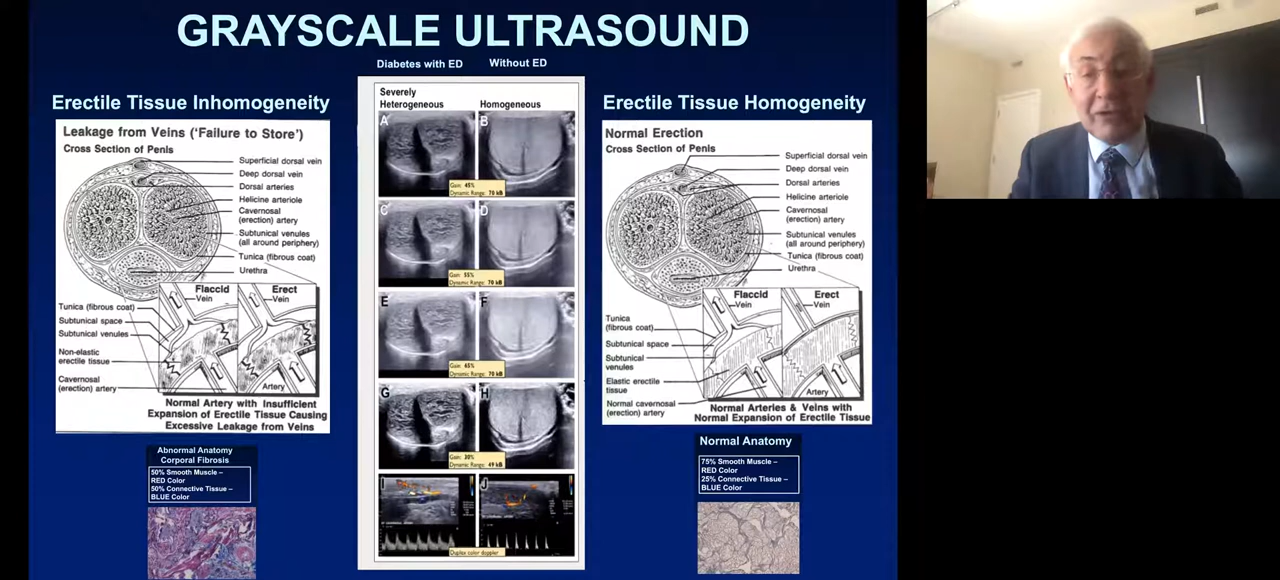 GRAYSCALE ULTRASOUND
Diabetes with ED
Without ED
Erectile Tissue Inhomogeneity
Leakage from Veins ('Failure to Store')
Cross Section of Penis
Superficial dorsal vein
Deep dorsal vein
Dorsal arteries
Helicine arteriole
Cavernosal
(erection) artery
Subtunical venules
(all around periphery)
Tunica (fibrous coat)
Urethra
Flaccid
Vein
Erect
Vein
Tunica (fibrous coat)
Subtunical space
Subtunical venules
Non-elastic
erectile tissue
Cavernosal
(erection) artery
Artery
Normal Artery with Insufficient
Expansion of Erectile Tissue Causing
Excessive Leakage from Veins
Abnormal Anatomy
Corporal Fibrosis
50% Smooth Muscle –
RED Color
50% Connective Tissue –
BLUE Color
Severely
Heterogeneous
Homogeneous
A
B
Gain: 45%
Dynamic Range: 70 kB
C
D
Gain: 55%
Dynamic Range: 70 kB
E
F
Gain: 65%
Dynamic Range: 70 kB
G
H
Gain: 30%
Dynamic Range: 49 kB
I
J
Duplex color doppler
Erectile Tissue Homogeneity
Normal Erection
Cross Section of Penis
Superficial dorsal vein
Deep dorsal vein
Dorsal arteries
Helicine arteriole
Cavernosal (erection)
artery
Subtunical venules
(all around periphery)
Tunica (fibrous coat)
Urethra
Flaccid
Vein
Erect
Vein
Tunica
(fibrous coat)
Subtunical space
Subtunical
venules
Elastic erectile
tissue
Normal cavernosal
(erection) artery
Artery
Normal Arteries & Veins with
Normal Expansion of Erectile Tissue
Normal Anatomy
75% Smooth Muscle –
RED Color
25% Connective Tissue –
BLUE Color